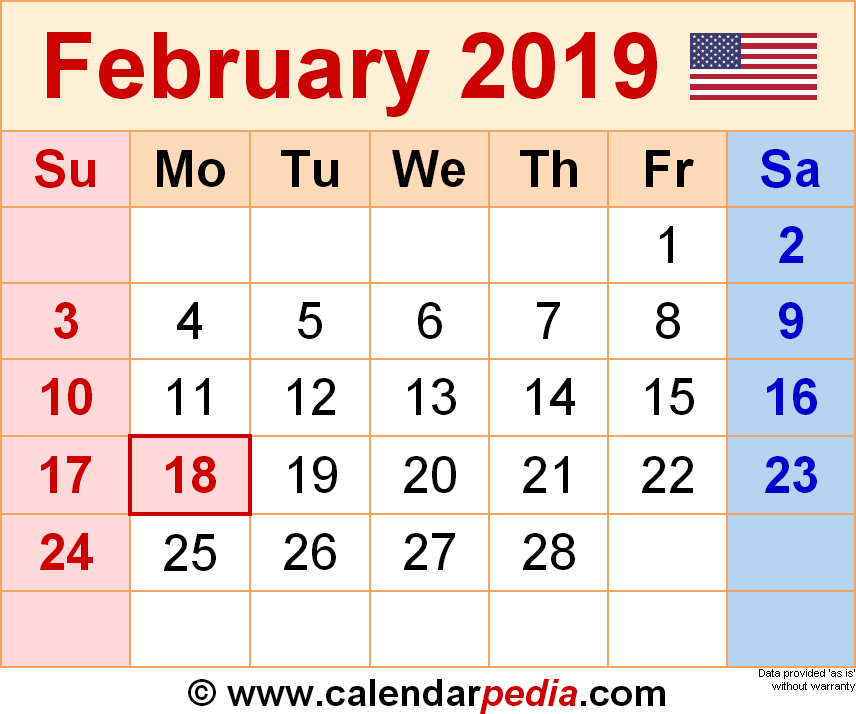 February 2019
Su Mo Tu We Th Fr Sa
1 2
3 4 5 6 7 8 9
10 11 12 13 14 15 16
17 18 19 20 21 22 23
24 25 26 27 28
© www.calendarpedia.com
Data provided 'as is'
without warranty